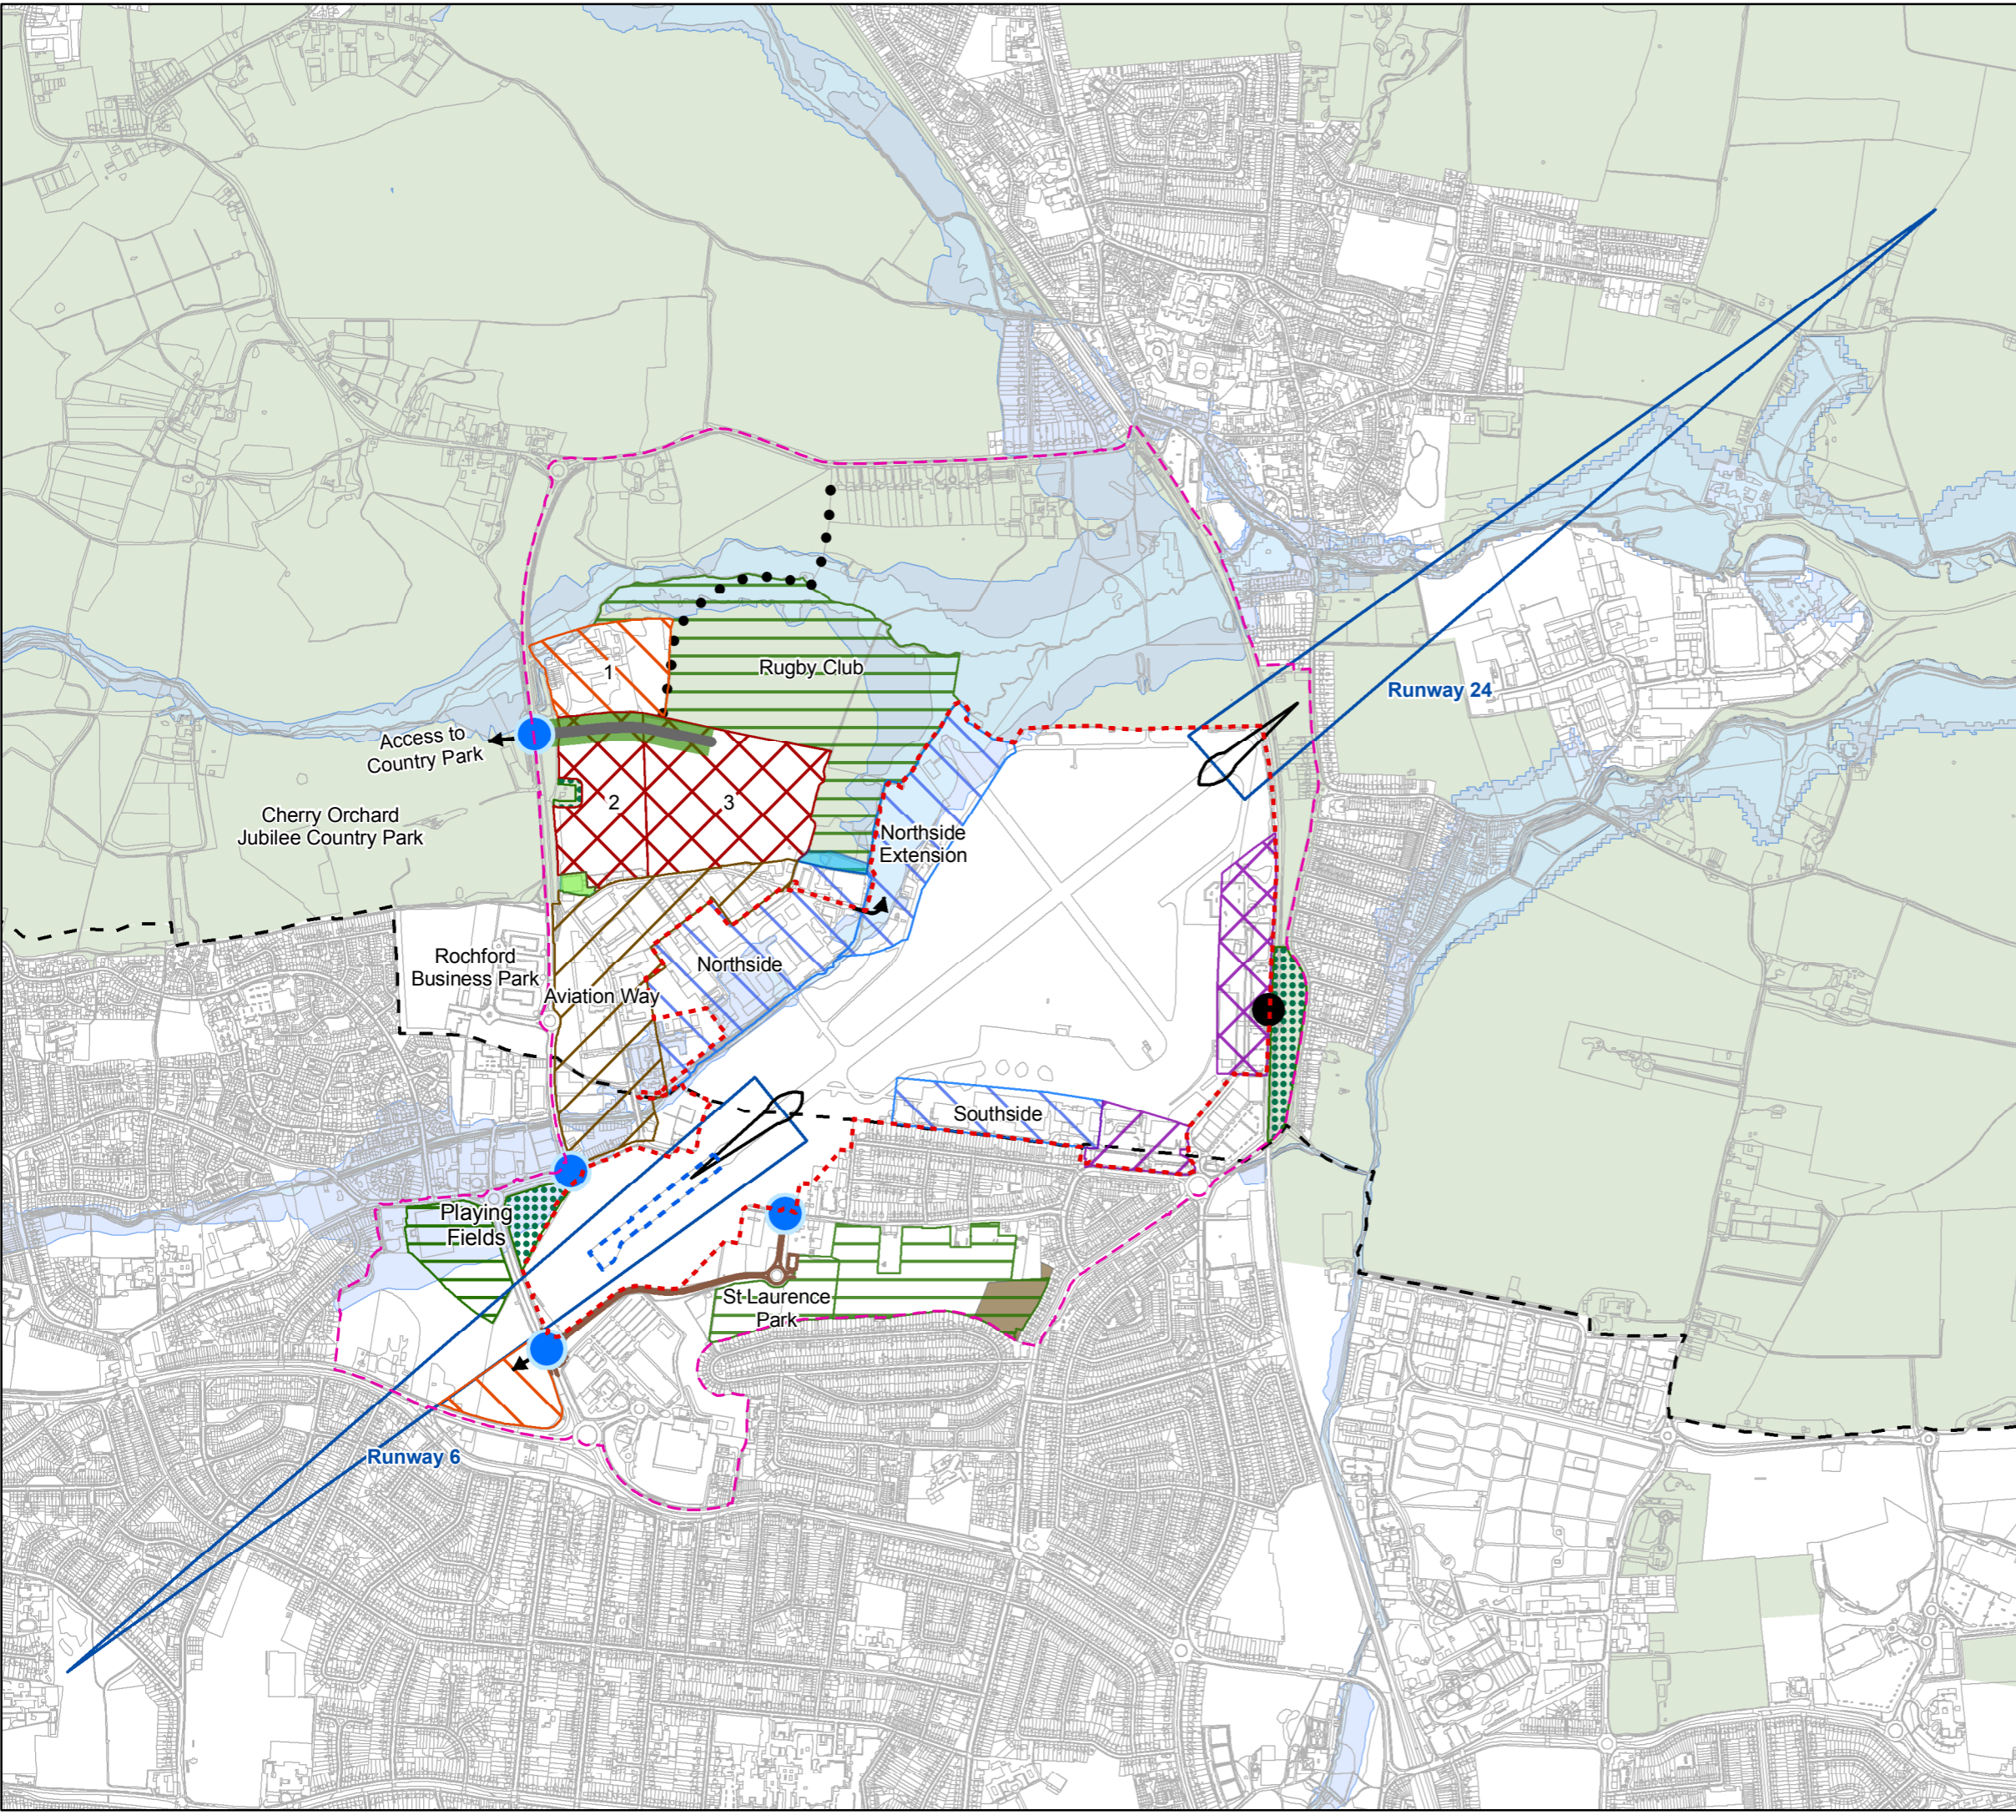 Runway 24
Rugby Club
1
Access to
Country Park
2
3
Cherry Orchard
Jubilee Country Park
Northside
Extension
Rochford
Business Park
Northside
Aviation Way
Southside
Playing
Fields
St Laurence
Park
Runway 6